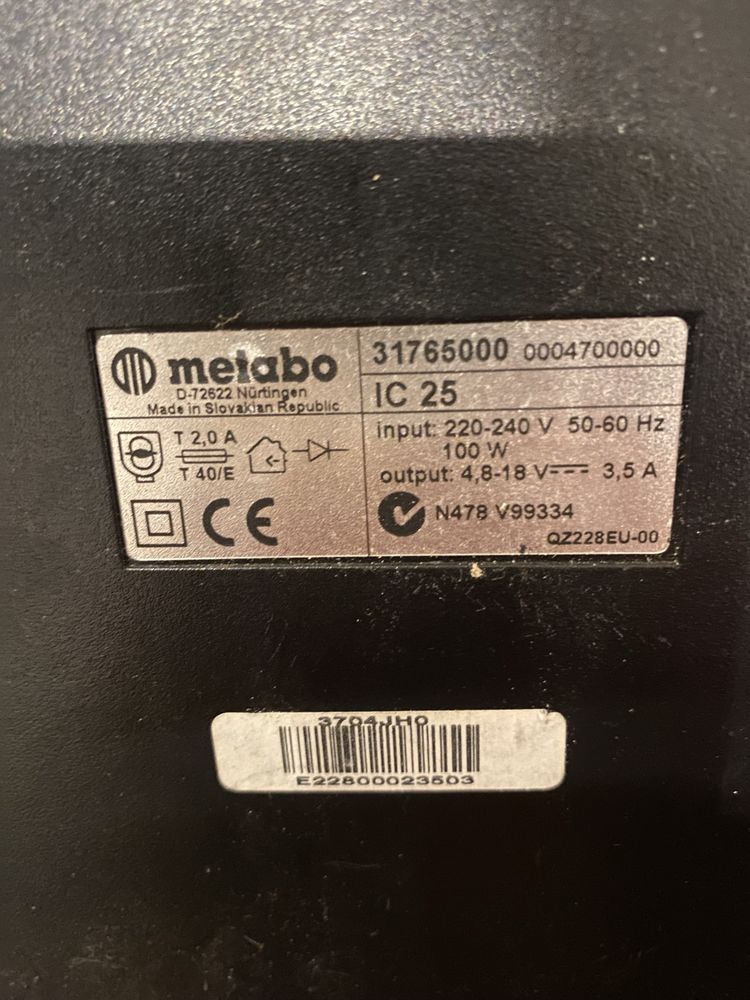 metabo
D-72622 Nürtingen
Made in Slovakian Republic
31765000 0004700000
IC 25
T 2,0 A
T 40/E
input: 220-240 V 50-60 Hz
100 W
output: 4,8-18 V 3,5 A
CE
N478 V99334
QZ228EU-00
3704JH0
E22800023503